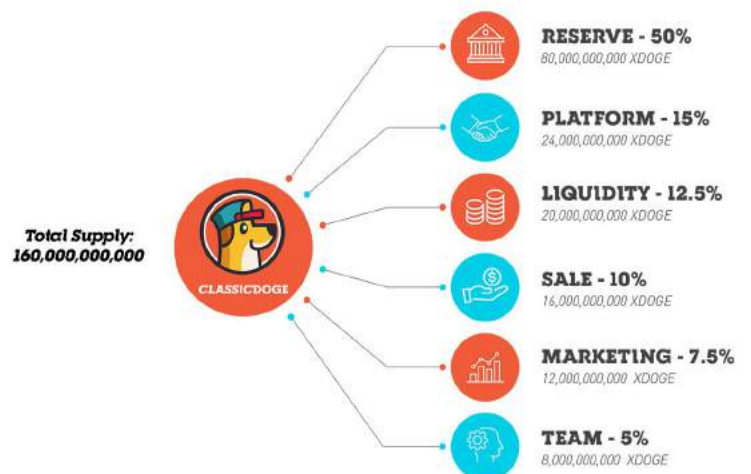 Total Supply:
160,000,000,000
CLASSICDOGE
RESERVE - 50%
80,000,000,000 XDOGE
PLATFORM - 15%
24,000,000,000 XDOGE
LIQUIDITY - 12.5%
20,000,000,000 XDOGE
SALE - 10%
16,000,000,000 XDOGE
MARKETING - 7.5%
12,000,000,000 XDOGE
TEAM - 5%
8,000,000,000 XDOGE